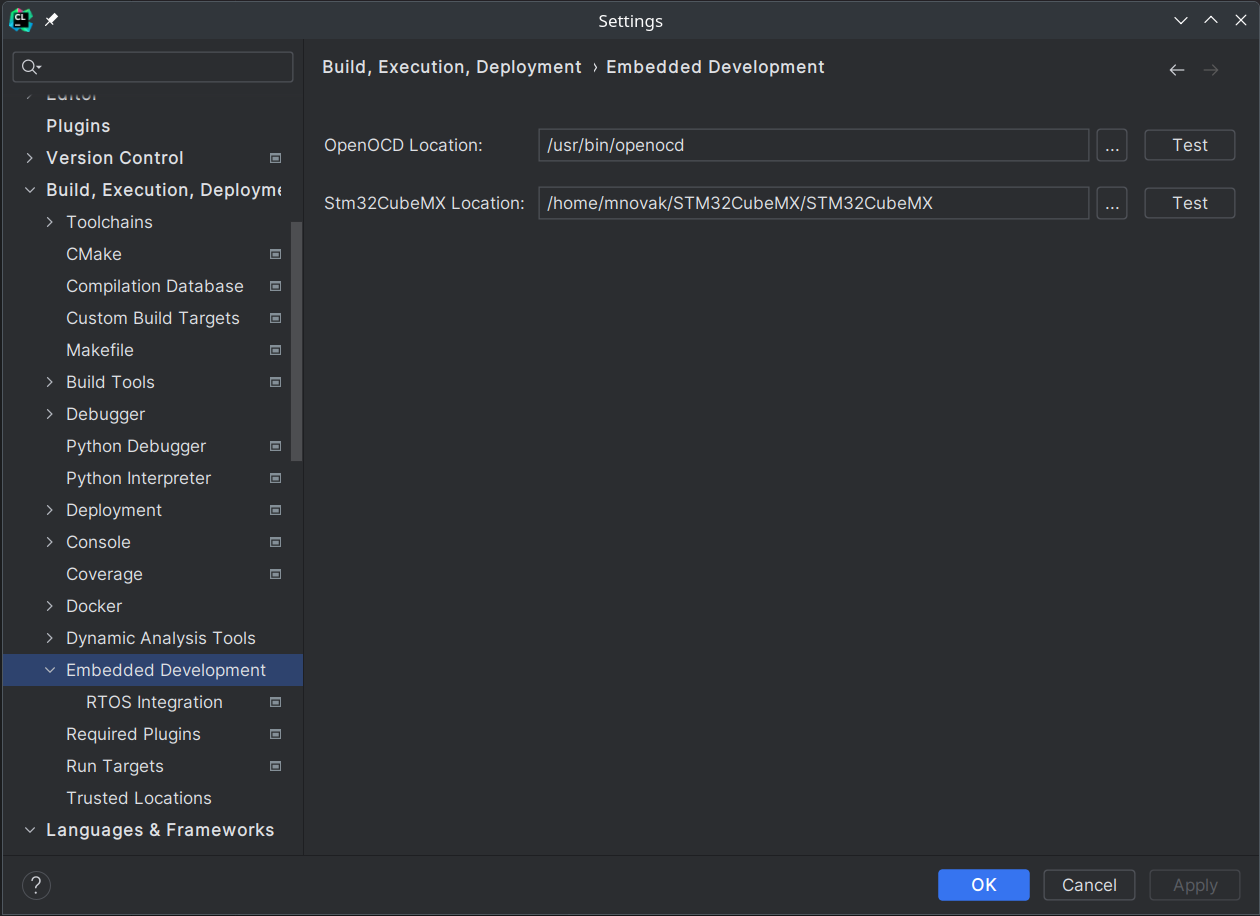 CL
Settings
Build, Execution, Deployment › Embedded Development
Editor
Plugins
Version Control
Build, Execution, Deployme
Toolchains
CMake
Compilation Database
Custom Build Targets
Makefile
Build Tools
Debugger
Python Debugger
Python Interpreter
Deployment
Console
Coverage
Docker
Dynamic Analysis Tools
Embedded Development
RTOS Integration
Required Plugins
Run Targets
Trusted Locations
Languages & Frameworks
OpenOCD Location: /usr/bin/openocd ... Test
Stm32CubeMX Location: /home/mnovak/STM32CubeMX/STM32CubeMX ... Test
? OK Cancel Apply